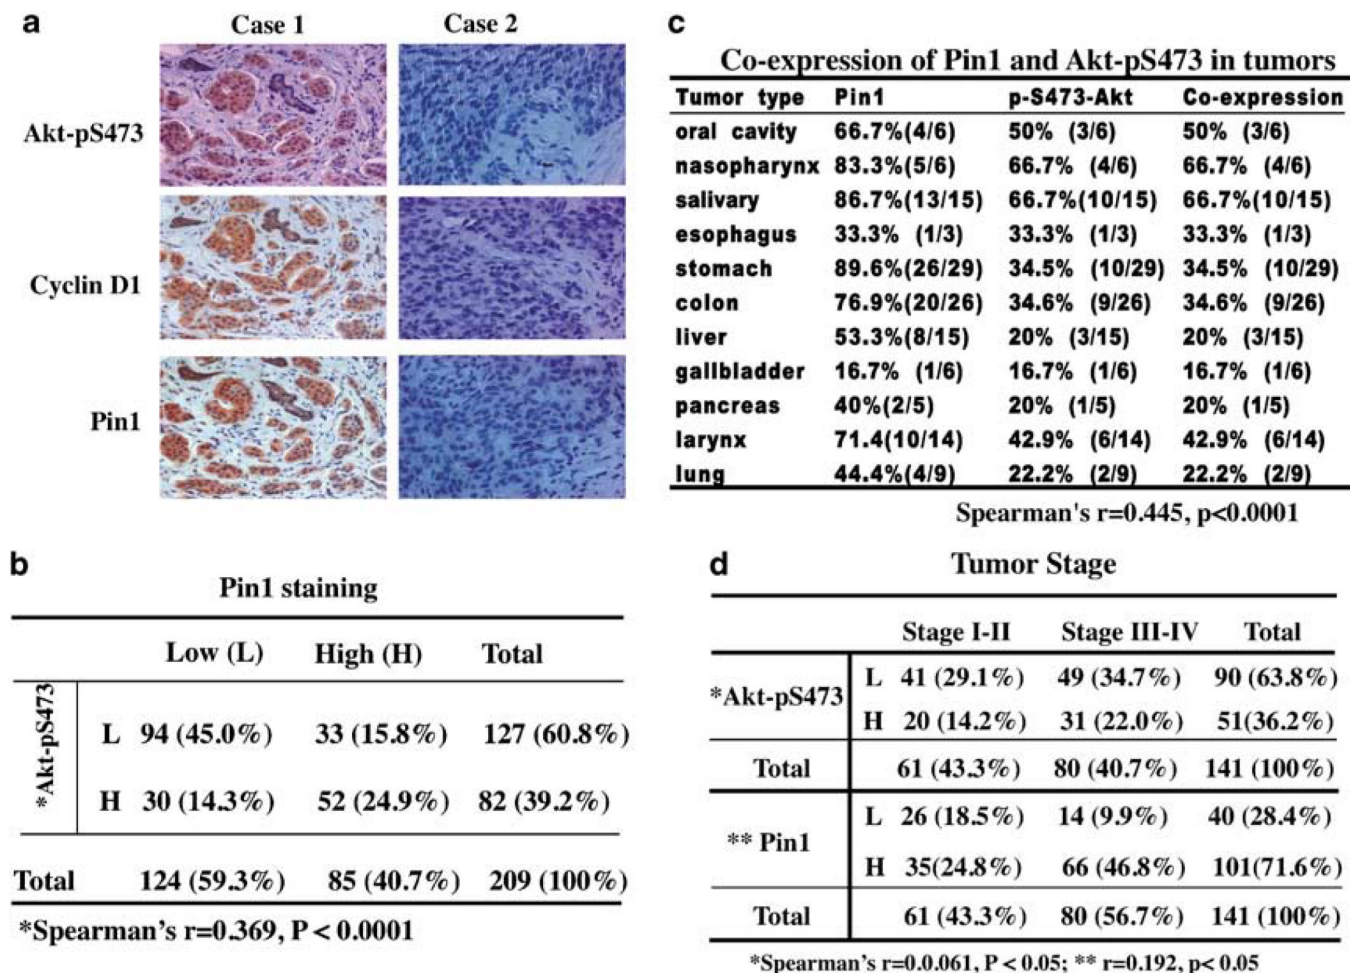 a
Case 1 Case 2
Akt-pS473
Cyclin D1
Pin1
c
Co-expression of Pin1 and Akt-pS473 in tumors
Tumor type Pin1 p-S473-Akt Co-expression
oral cavity 66.7%(4/6) 50% (3/6) 50% (3/6)
nasopharynx 83.3%(5/6) 66.7% (4/6) 66.7% (4/6)
salivary 86.7%(13/15) 66.7%(10/15) 66.7%(10/15)
esophagus 33.3% (1/3) 33.3% (1/3) 33.3% (1/3)
stomach 89.6%(26/29) 34.5% (10/29) 34.5% (10/29)
colon 76.9%(20/26) 34.6% (9/26) 34.6% (9/26)
liver 53.3%(8/15) 20% (3/15) 20% (3/15)
gallbladder 16.7% (1/6) 16.7% (1/6) 16.7% (1/6)
pancreas 40%(2/5) 20% (1/5) 20% (1/5)
larynx 71.4(10/14) 42.9% (6/14) 42.9% (6/14)
lung 44.4%(4/9) 22.2% (2/9) 22.2% (2/9)
Spearman's r=0.445, p<0.0001
b
Pin1 staining
Low (L) High (H) Total
*Akt-pS473
L 94 (45.0%) 33 (15.8%) 127 (60.8%)
H 30 (14.3%) 52 (24.9%) 82 (39.2%)
Total 124 (59.3%) 85 (40.7%) 209 (100%)
*Spearman's r=0.369, P < 0.0001
d
Tumor Stage
Stage I-II Stage III-IV Total
*Akt-pS473
L 41 (29.1%) 49 (34.7%) 90 (63.8%)
H 20 (14.2%) 31 (22.0%) 51(36.2%)
Total 61 (43.3%) 80 (40.7%) 141 (100%)
** Pin1
L 26 (18.5%) 14 (9.9%) 40 (28.4%)
H 35(24.8%) 66 (46.8%) 101(71.6%)
Total 61 (43.3%) 80 (56.7%) 141 (100%)
*Spearman's r=0.0.061, P < 0.05; ** r=0.192, p< 0.05